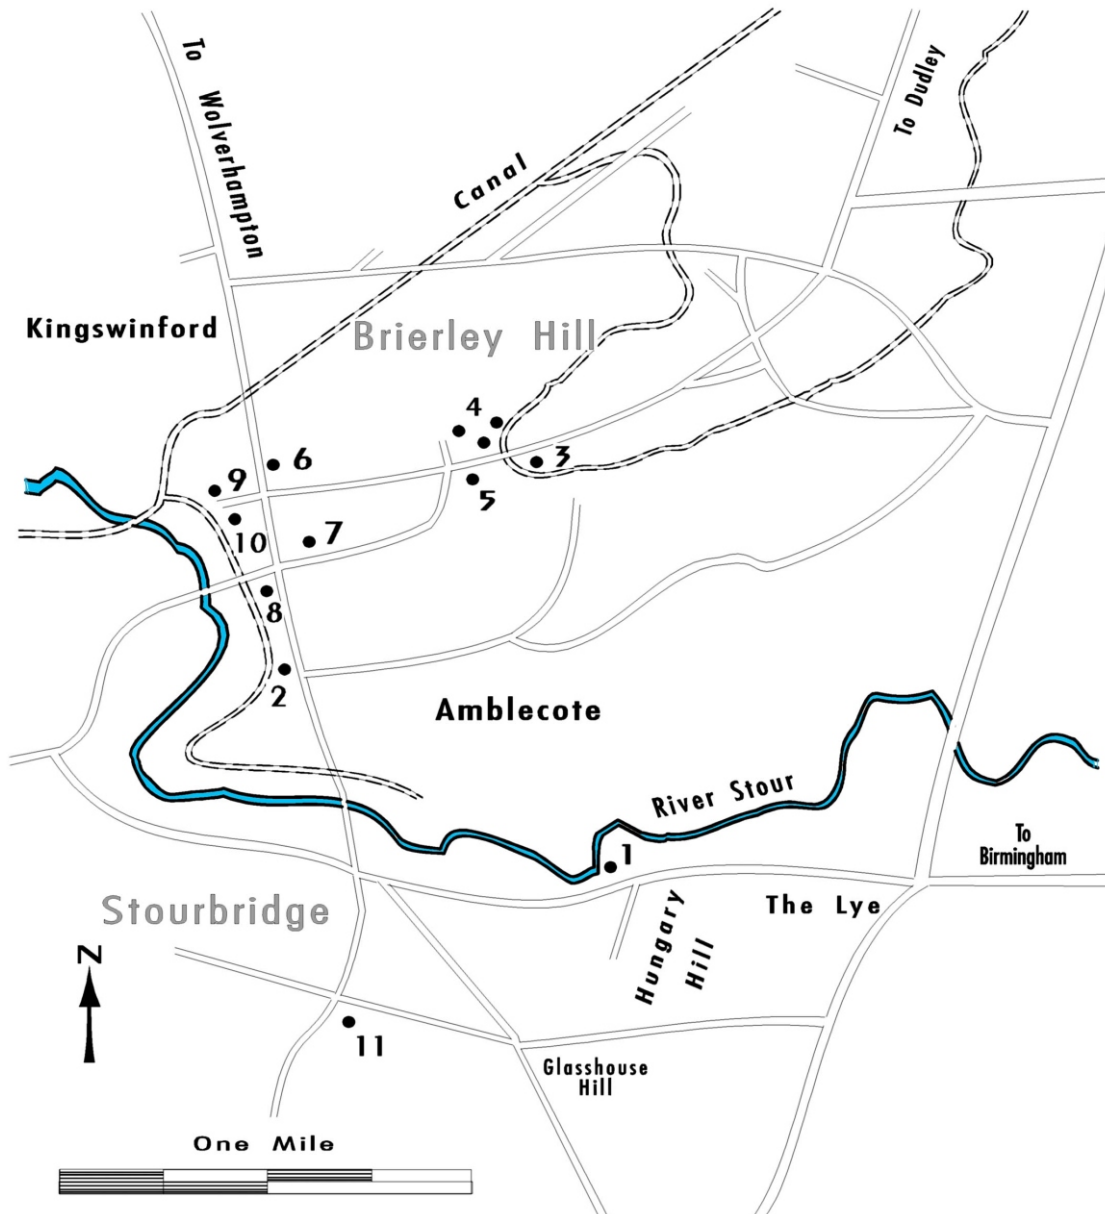 To Wolverhampton
To Dudley
Canal
Kingswinford
Brierley Hill
4
3
6
9
5
10
7
8
2
Amblecote
River Stour
1
To
Birmingham
The Lye
Stourbridge
Hungary
Hill
N
11
Glasshouse
Hill
One Mile